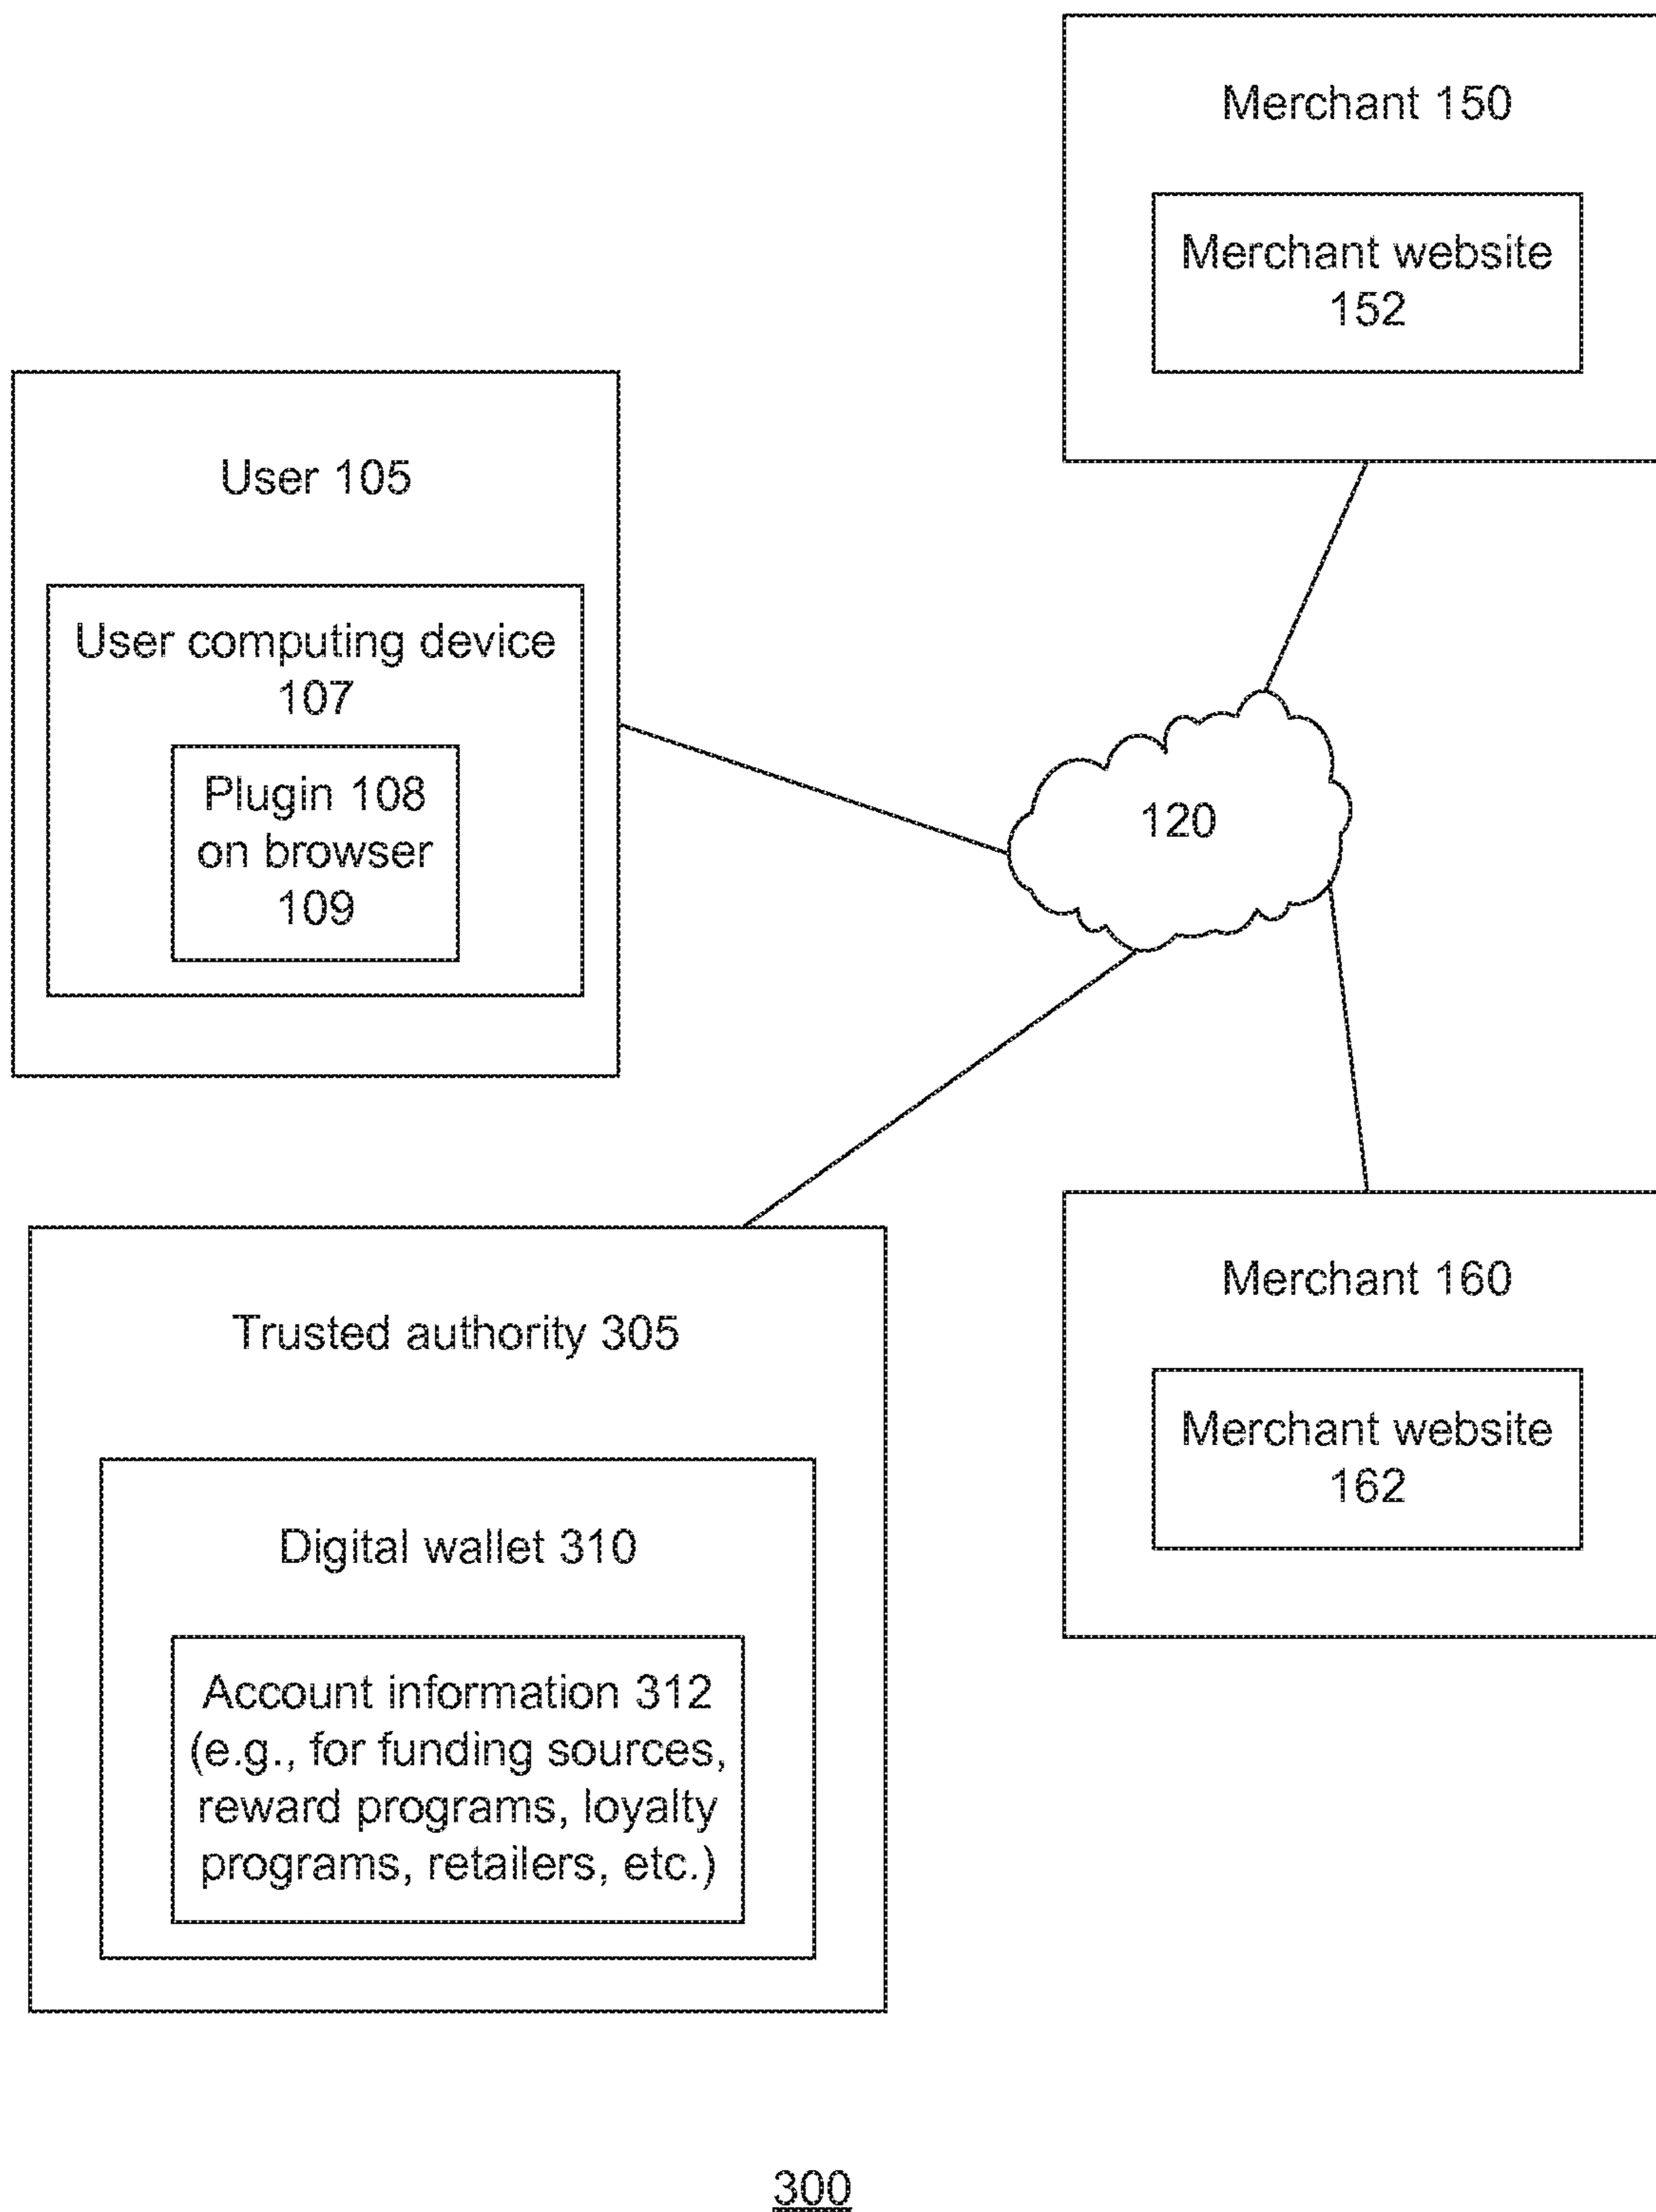 Merchant 150
Merchant website
152
User 105
User computing device
107
Plugin 108
on browser
109
120
Trusted authority 305
Digital wallet 310
Account information 312
(e.g., for funding sources,
reward programs, loyalty
programs, retailers, etc.)
Merchant 160
Merchant website
162
300